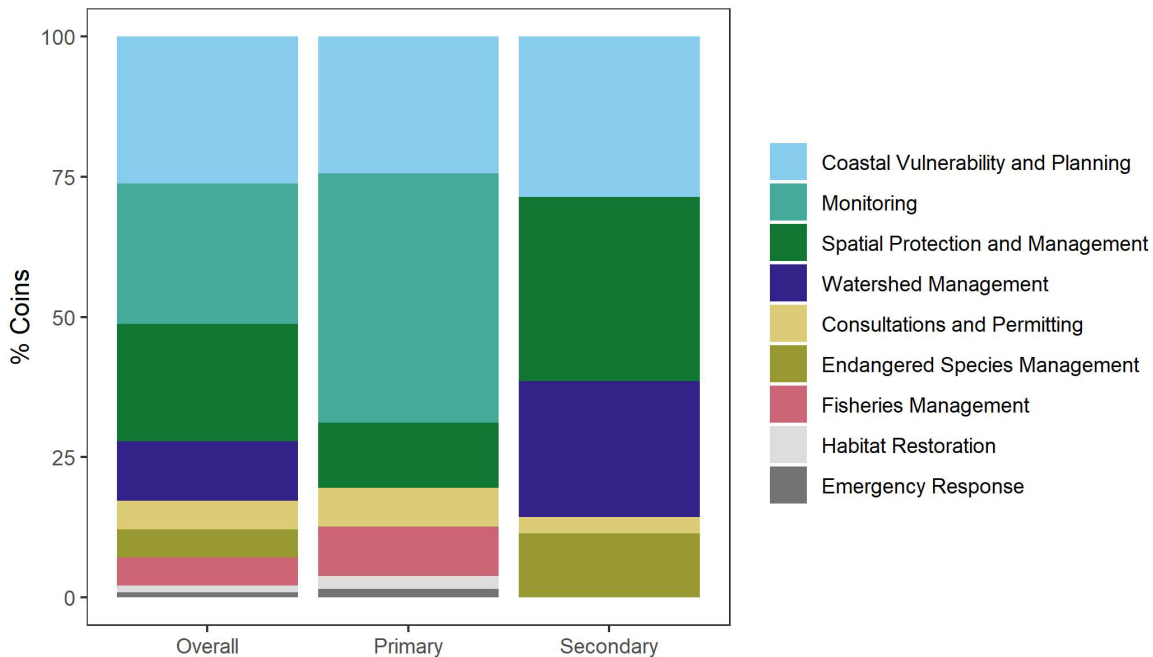 % Coins
100
75
50
25
0
Overall
Primary
Secondary
Coastal Vulnerability and Planning
Monitoring
Spatial Protection and Management
Watershed Management
Consultations and Permitting
Endangered Species Management
Fisheries Management
Habitat Restoration
Emergency Response